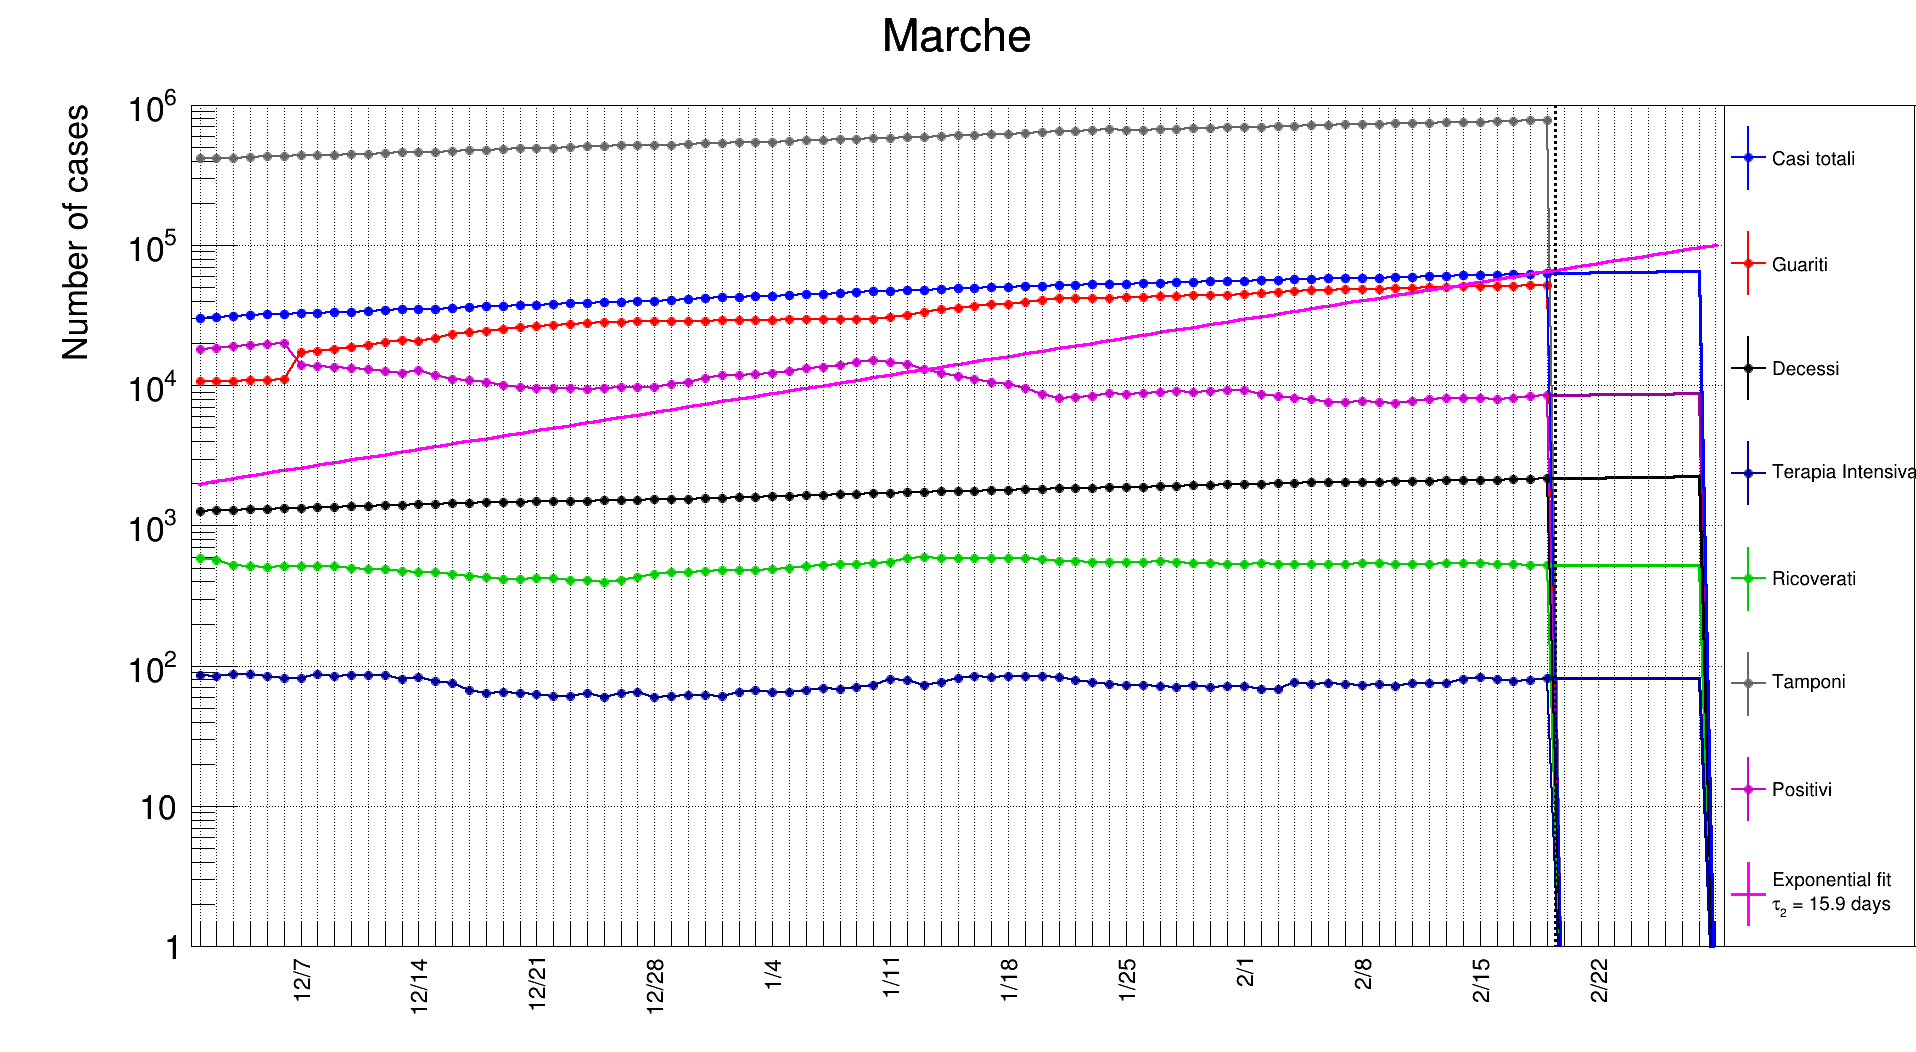 Marche
Number of cases
10^6
10^5
10^4
10^3
10^2
10
1
12/7
12/14
12/21
12/28
1/4
1/11
1/18
1/25
2/1
2/8
2/15
2/22
Casi totali
Guariti
Decessi
Terapia Intensiva
Ricoverati
Tamponi
Positivi
Exponential fit
τ₂ = 15.9 days